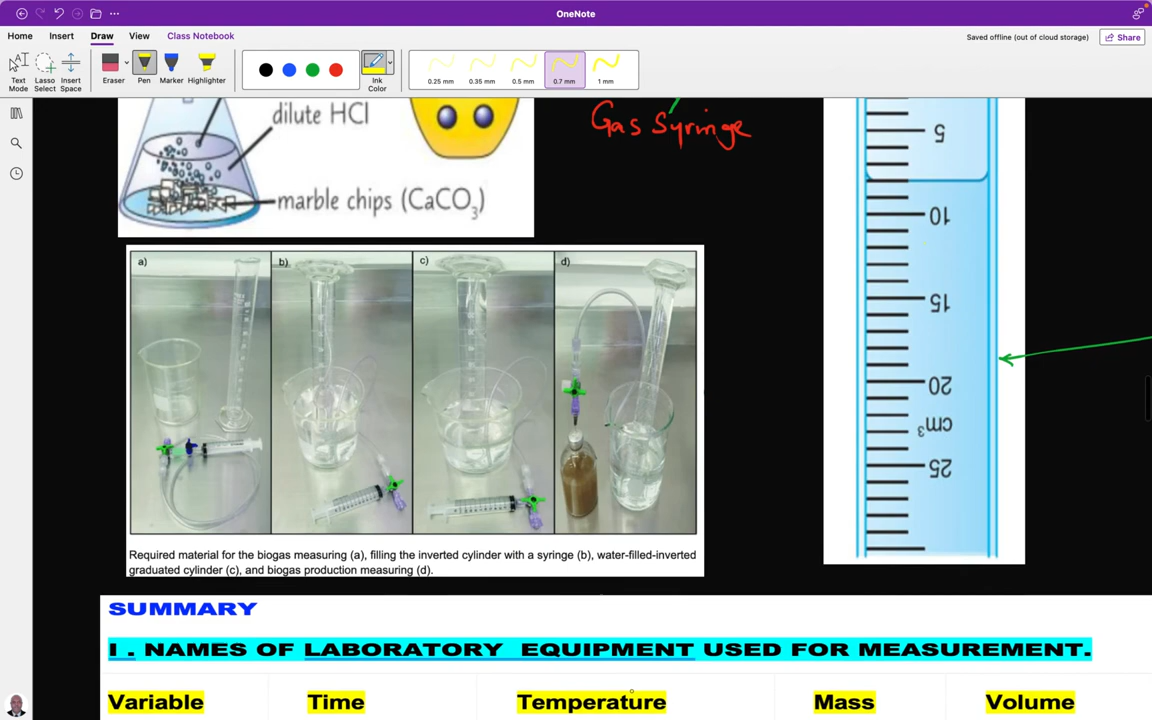 OneNote
Home Insert Draw View Class Notebook
Saved offline (out of cloud storage)
Share
Text Mode
Lasso Select
Insert Space
Eraser
Pen
Marker
Highlighter
Ink Color
0.25 mm
0.35 mm
0.5 mm
0.7 mm
1 mm
dilute HCl
marble chips (CaCO3)
Gas Syringe
5
10
15
20
cm³
25
a)
b)
c)
d)
Required material for the biogas measuring (a), filling the inverted cylinder with a syringe (b), water-filled-inverted
graduated cylinder (c), and biogas production measuring (d).
SUMMARY
I . NAMES OF LABORATORY EQUIPMENT USED FOR MEASUREMENT.
Variable Time Temperature Mass Volume